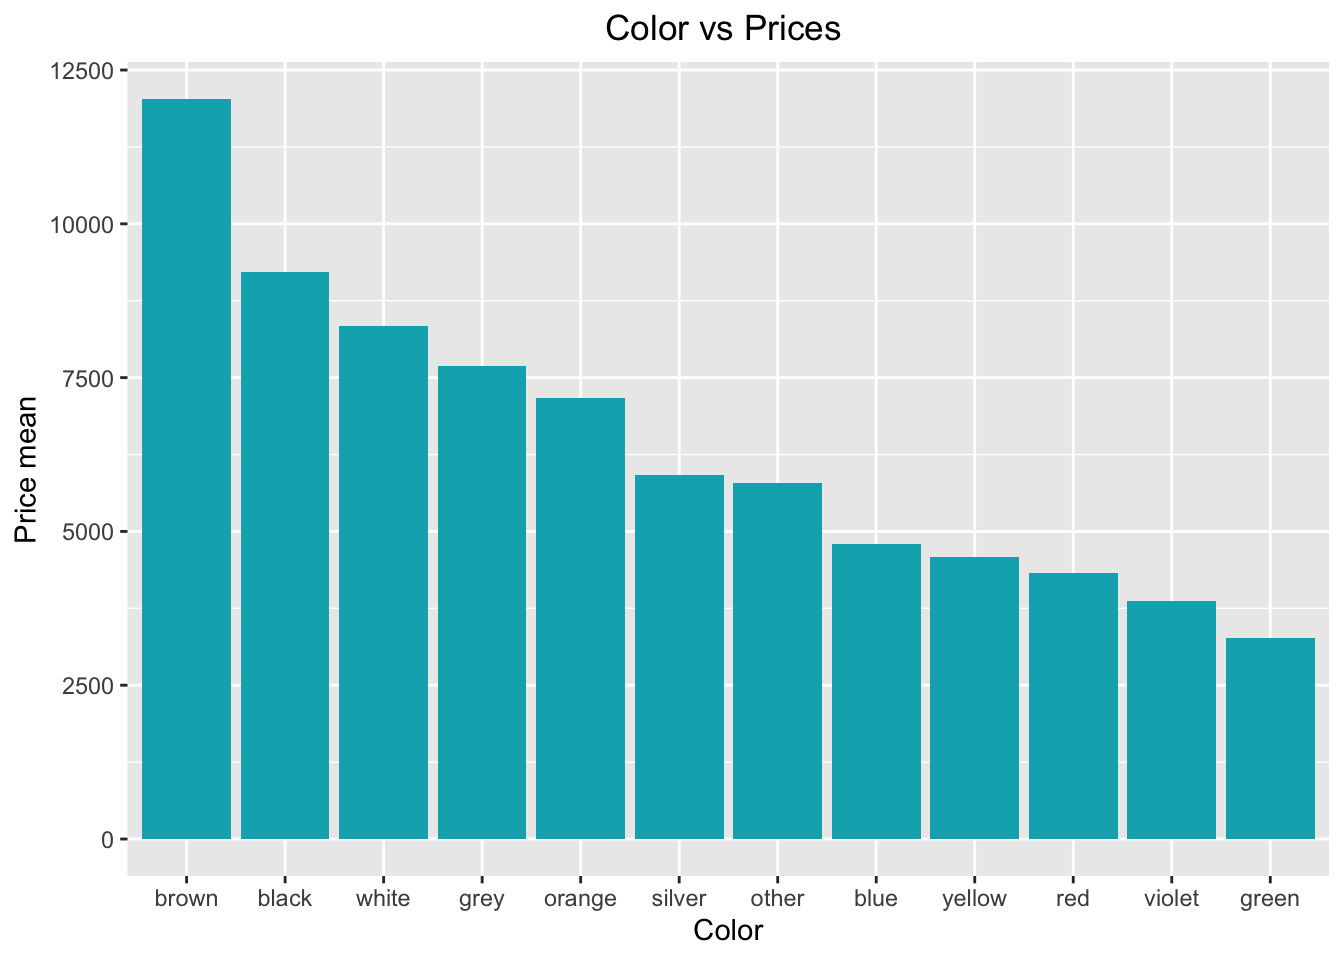 Color vs Prices
12500
10000
7500
5000
2500
0
Price mean
brown black white grey orange silver other blue yellow red violet green
Color